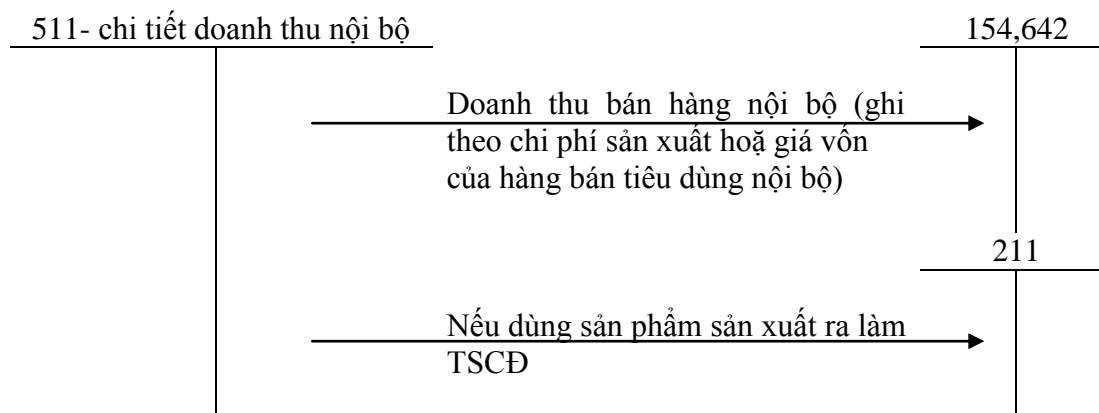 511- chi tiết doanh thu nội bộ
154,642
Doanh thu bán hàng nội bộ (ghi
theo chi phí sản xuất hoặ giá vốn
của hàng bán tiêu dùng nội bộ)
211
Nếu dùng sản phẩm sản xuất ra làm
TSCĐ